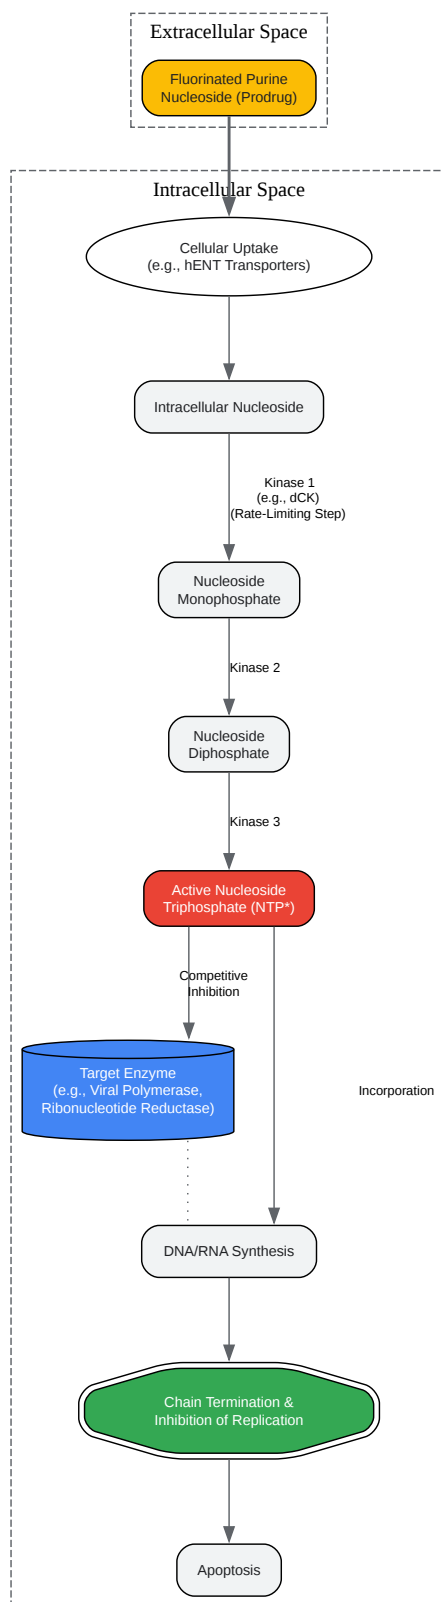 Extracellular Space
Fluorinated Purine
Nucleoside (Prodrug)
Intracellular Space
Cellular Uptake
(e.g., hENT Transporters)
Intracellular Nucleoside
Kinase 1
(e.g., dCK)
(Rate-Limiting Step)
Nucleoside
Monophosphate
Kinase 2
Nucleoside
Diphosphate
Kinase 3
Active Nucleoside
Triphosphate (NTP*)
Competitive
Inhibition
Target Enzyme
(e.g., Viral Polymerase,
Ribonucleotide Reductase)
Incorporation
DNA/RNA Synthesis
Chain Termination &
Inhibition of Replication
Apoptosis